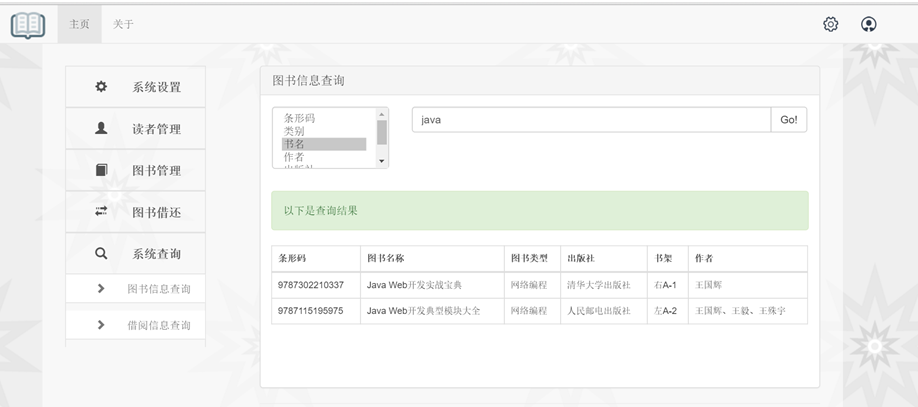 主页 关于
系统设置
读者管理
图书管理
图书借还
系统查询
图书信息查询
借阅信息查询
图书信息查询
条形码
类别
书名
作者
出版社
java Go!
以下是查询结果
条形码 图书名称 图书类型 出版社 书架 作者
9787302210337 Java Web开发实战宝典 网络编程 清华大学出版社 右A-1 王国辉
9787115195975 Java Web开发典型模块大全 网络编程 人民邮电出版社 左A-2 王国辉、王毅、王殊宇